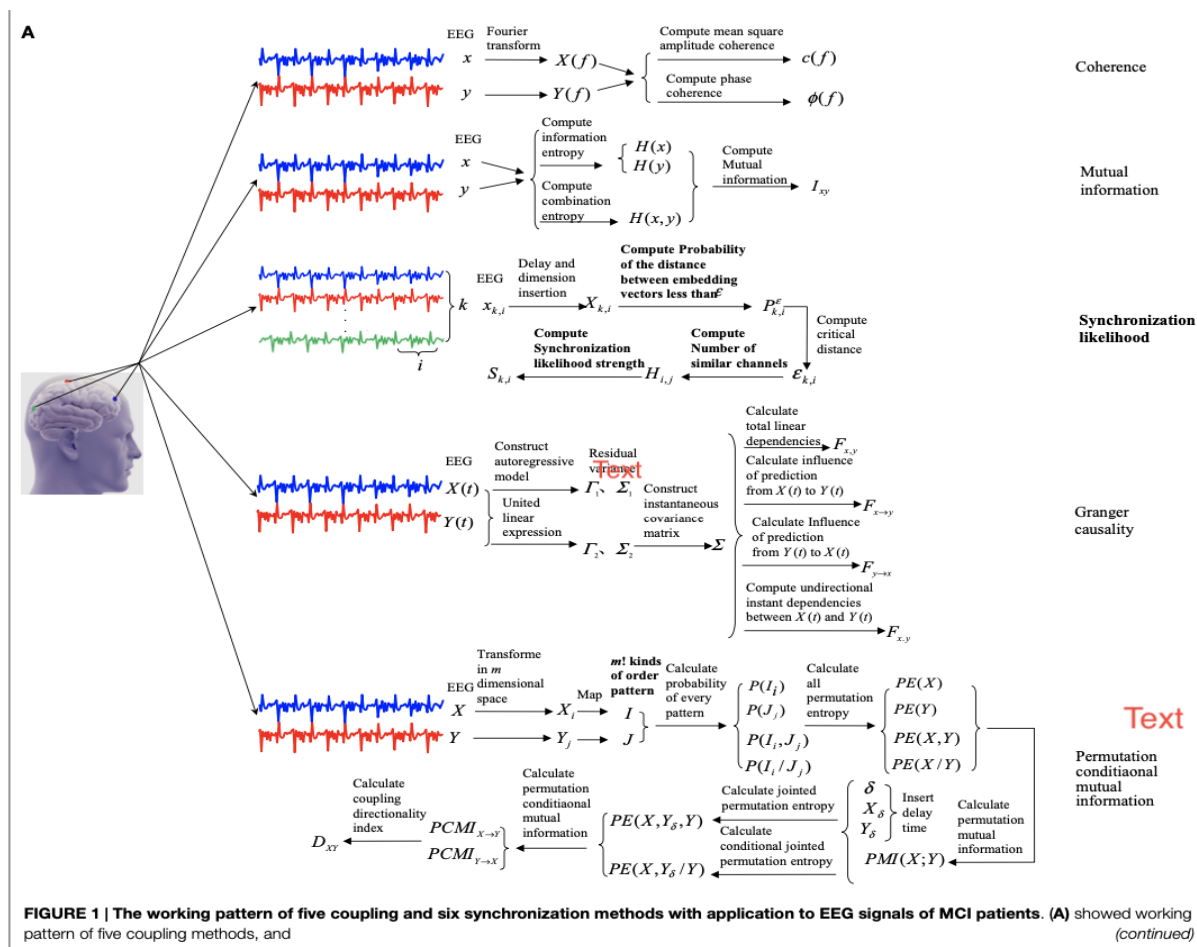 A
EEG
Fourier
transform
x
X(f)
y
Y(f)
Compute mean square
amplitude coherence
c(f)
Compute phase
coherence
ϕ(f)
Coherence
EEG
x
y
Compute
information
entropy
H(x)
H(y)
Compute
combination
entropy
H(x,y)
Compute
Mutual
information
I_xy
Mutual
information
k
i
EEG
x_k,i
Delay and
dimension
insertion
X_k,i
Compute Probability
of the distance
between embedding
vectors less than ε
P^ε_k,i
Compute
critical
distance
ε_k,i
Compute
Number of
similar channels
H_i,j
Compute
Synchronization
likelihood strength
S_k,i
Synchronization
likelihood
EEG
X(t)
Y(t)
Construct
autoregressive
model
Residual
variance
Text
Γ₁、 Σ₁
United
linear
expression
Γ₂、 Σ₂
Construct
instantaneous
covariance
matrix
Σ
Calculate
total linear
dependencies
F_x,y
Calculate influence
of prediction
from X(t) to Y(t)
F_x→y
Calculate Influence
of prediction
from Y(t) to X(t)
F_y→x
Compute undirectional
instant dependencies
between X(t) and Y(t)
F_x.y
Granger
causality
EEG
X
Y
Transforme
in m
dimensional
space
X_i
Y_j
Map
m! kinds
of order
pattern
I
J
Calculate
probability
of every
pattern
P(I_i)
P(J_j)
P(I_i,J_j)
P(I_i/J_j)
Calculate
all
permutation
entropy
PE(X)
PE(Y)
PE(X,Y)
PE(X/Y)
Text
Permutation
conditiaonal
mutual
information
Calculate
permutation
mutual
information
δ
X_δ
Y_δ
Insert
delay
time
PMI(X;Y)
Calculate jointed
permutation entropy
Calculate
conditional jointed
permutation entropy
PE(X,Y_δ,Y)
PE(X,Y_δ/Y)
Calculate
permutation
conditiaonal
mutual
information
PCMI_X→Y
PCMI_Y→X
Calculate
coupling
directionality
index
D_XY
FIGURE 1 | The working pattern of five coupling and six synchronization methods with application to EEG signals of MCI patients. (A) showed working
pattern of five coupling methods, and (continued)